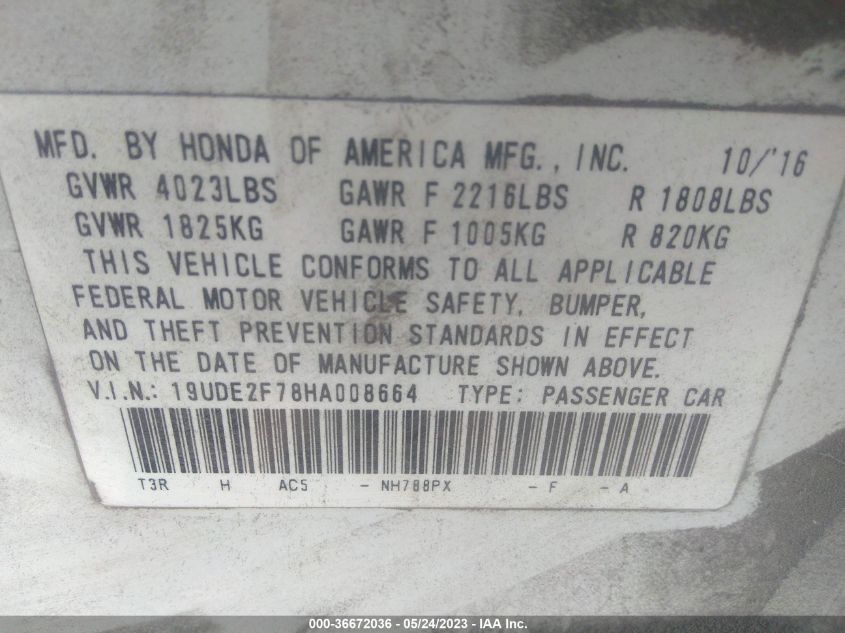 MFD. BY HONDA OF AMERICA MFG., INC. 10/'16
GVWR 4023LBS GAWR F 2216LBS R 1808LBS
GVWR 1825KG GAWR F 1005KG R 820KG
THIS VEHICLE CONFORMS TO ALL APPLICABLE
FEDERAL MOTOR VEHICLE SAFETY, BUMPER,
AND THEFT PREVENTION STANDARDS IN EFFECT
ON THE DATE OF MANUFACTURE SHOWN ABOVE.
V.I.N.: 19UDE2F78HA008664 TYPE: PASSENGER CAR
T3R H AC5 - NH788PX - F - A
000-36672036 - 05/24/2023 - IAA Inc.